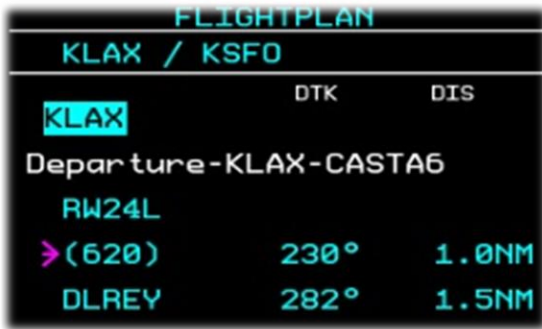 FLIGHTPLAN
KLAX / KSFO
DTK DIS
KLAX
Departure-KLAX-CASTA6
RW24L
(620) 230° 1.0NM
DLREY 282° 1.5NM